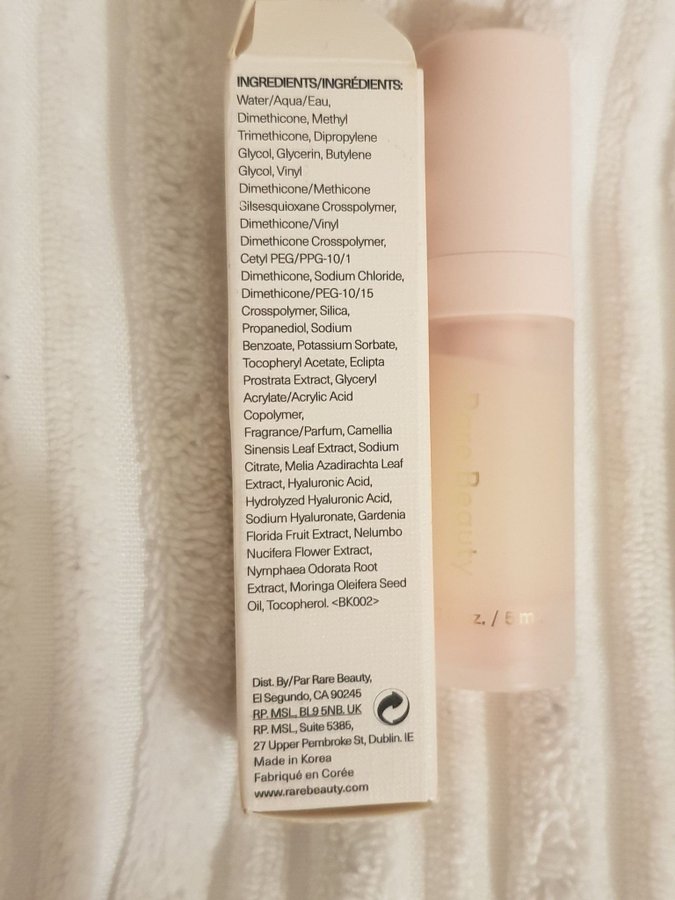 INGREDIENTS/INGRÉDIENTS:
Water/Aqua/Eau,
Dimethicone, Methyl
Trimethicone, Dipropylene
Glycol, Glycerin, Butylene
Glycol, Vinyl
Dimethicone/Methicone
Silsesquioxane Crosspolymer,
Dimethicone/Vinyl
Dimethicone Crosspolymer,
Cetyl PEG/PPG-10/1
Dimethicone, Sodium Chloride,
Dimethicone/PEG-10/15
Crosspolymer, Silica,
Propanediol, Sodium
Benzoate, Potassium Sorbate,
Tocopheryl Acetate, Eclipta
Prostrata Extract, Glyceryl
Acrylate/Acrylic Acid
Copolymer,
Fragrance/Parfum, Camellia
Sinensis Leaf Extract, Sodium
Citrate, Melia Azadirachta Leaf
Extract, Hyaluronic Acid,
Hydrolyzed Hyaluronic Acid,
Sodium Hyaluronate, Gardenia
Florida Fruit Extract, Nelumbo
Nucifera Flower Extract,
Nymphaea Odorata Root
Extract, Moringa Oleifera Seed
Oil, Tocopherol. <BK002>
Dist. By/Par Rare Beauty,
El Segundo, CA 90245
RP. MSL, BL9 5NB. UK
RP. MSL, Suite 5385,
27 Upper Pembroke St, Dublin. IE
Made in Korea
Fabriqué en Corée
www.rarebeauty.com
Rare Beauty
z. / 5 m